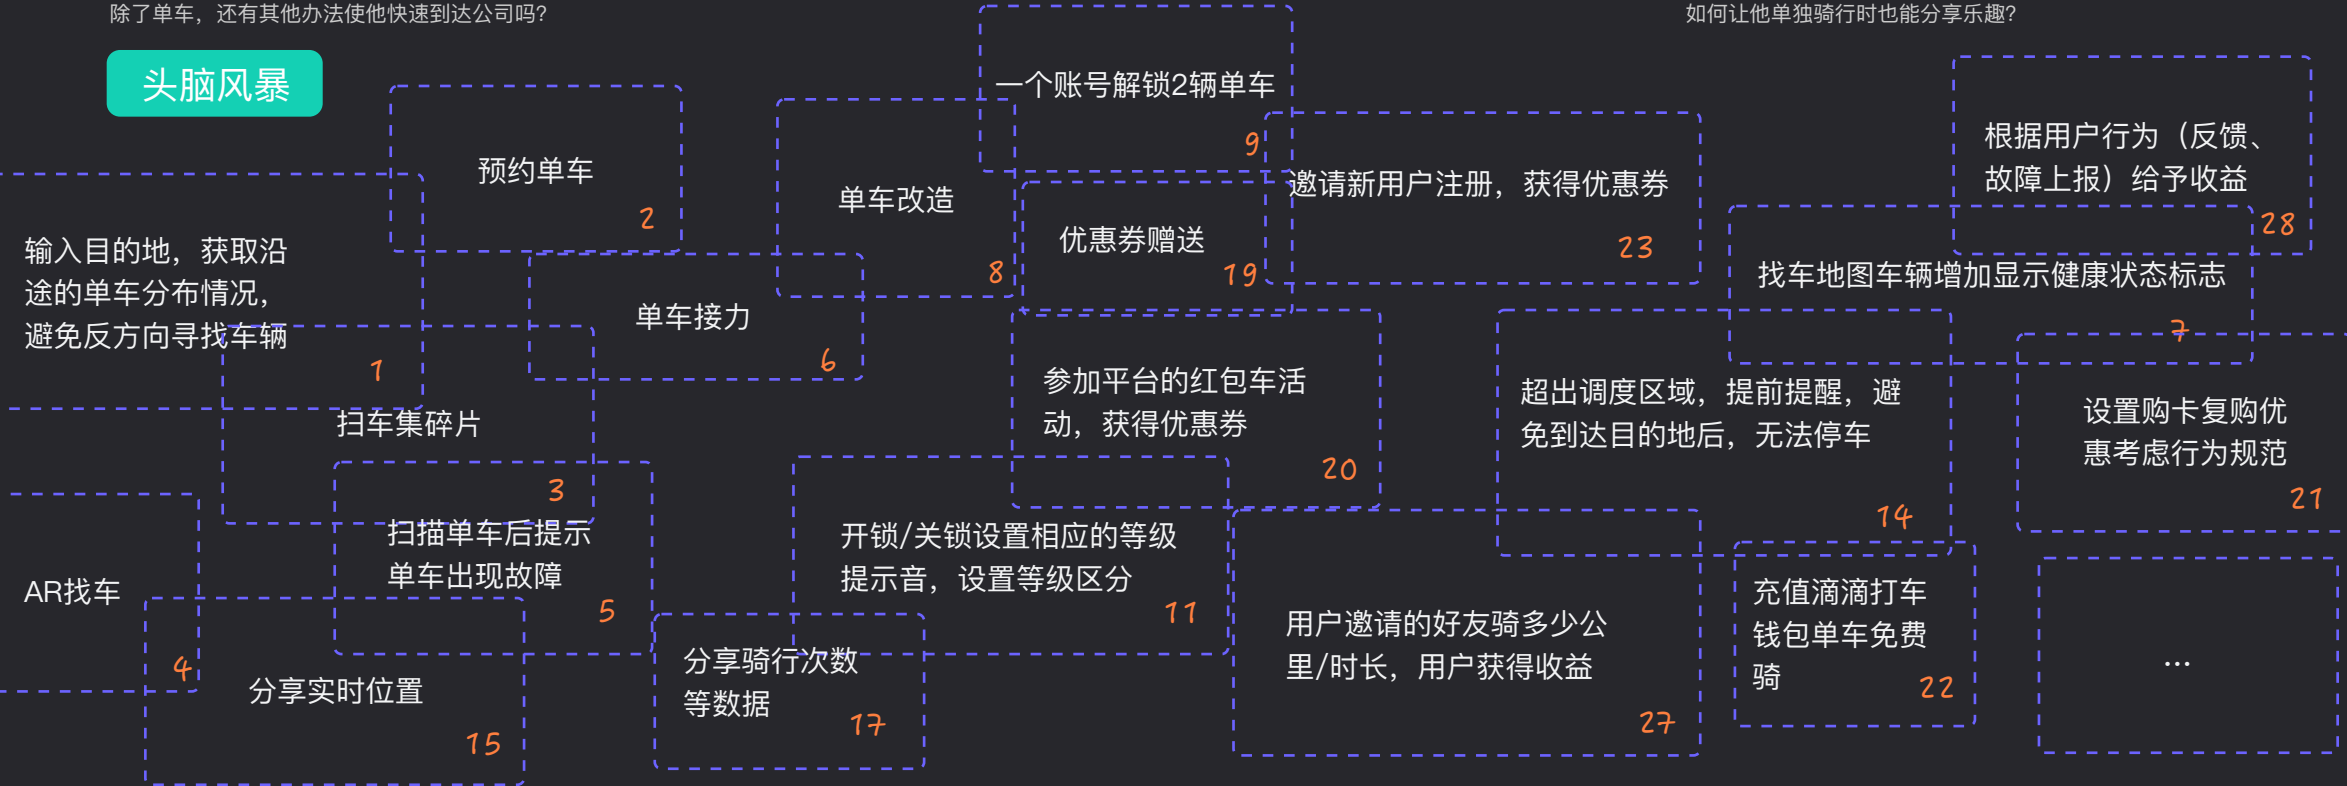 除了单车，还有其他办法使他快速到达公司吗？
如何让他单独骑行时也能分享乐趣？
头脑风暴
一个账号解锁2辆单车
9
预约单车
2
单车改造
8
邀请新用户注册，获得优惠券
23
根据用户行为（反馈、
故障上报）给予收益
28
输入目的地，获取沿
途的单车分布情况，
避免反方向寻找车辆
1
单车接力
6
优惠券赠送
19
找车地图车辆增加显示健康状态标志
7
扫车集碎片
3
参加平台的红包车活
动，获得优惠券
20
超出调度区域，提前提醒，避
免到达目的地后，无法停车
14
设置购卡复购优
惠考虑行为规范
21
AR找车
4
扫描单车后提示
单车出现故障
5
开锁/关锁设置相应的等级
提示音，设置等级区分
11
用户邀请的好友骑多少公
里/时长，用户获得收益
27
充值滴滴打车
钱包单车免费
骑
22
...
分享实时位置
15
分享骑行次数
等数据
17